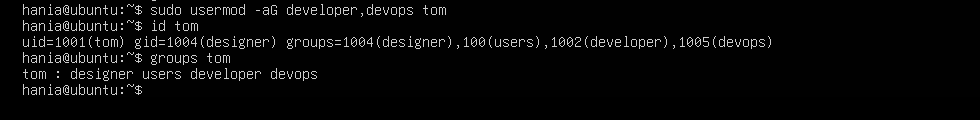 hania@ubuntu:~$ sudo usermod -aG developer,devops tom
hania@ubuntu:~$ id tom
uid=1001(tom) gid=1004(designer) groups=1004(designer),100(users),1002(developer),1005(devops)
hania@ubuntu:~$ groups tom
tom : designer users developer devops
hania@ubuntu:~$